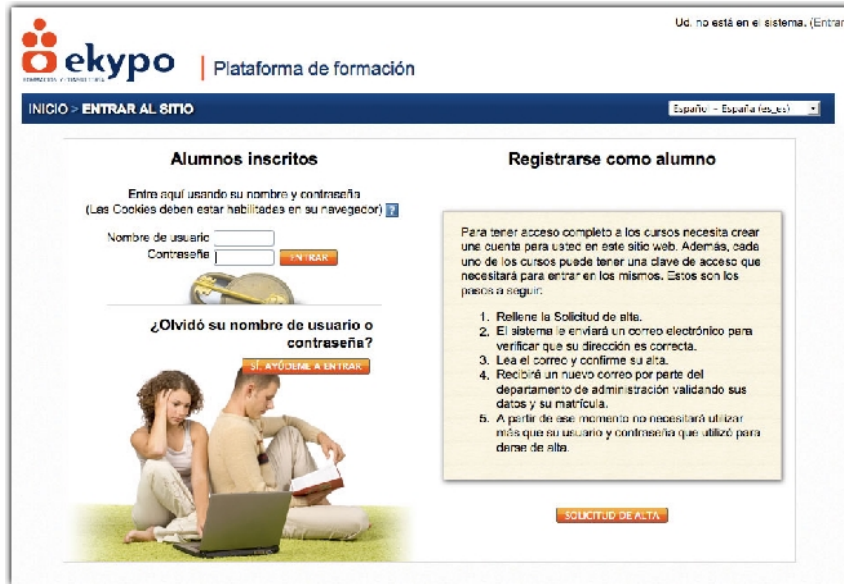 Ud. no está en el sistema. (Entrar
ekypo
Plataforma de formación
INICIO > ENTRAR AL SITIO
Español - España (es_es)
Alumnos inscritos
Entre aquí usando su nombre y contraseña
(Las Cookies deben estar habilitadas en su navegador) ?
Nombre de usuario
Contraseña
ENTRAR
¿Olvidó su nombre de usuario o
contraseña?
SÍ, AYÚDEME A ENTRAR
Registrarse como alumno
Para tener acceso completo a los cursos necesita crear
una cuenta para usted en este sitio web. Además, cada
uno de los cursos puede tener una clave de acceso que
necesitará para entrar en los mismos. Estos son los
pasos a seguir:
1. Rellene la Solicitud de alta.
2. El sistema le enviará un correo electrónico para
verificar que su dirección es correcta.
3. Lea el correo y confirme su alta.
4. Recibirá un nuevo correo por parte del
departamento de administración validando sus
datos y su matrícula.
5. A partir de ese momento no necesitará utilizar
más que su usuario y contraseña que utilizó para
darse de alta.
SOLICITUD DE ALTA